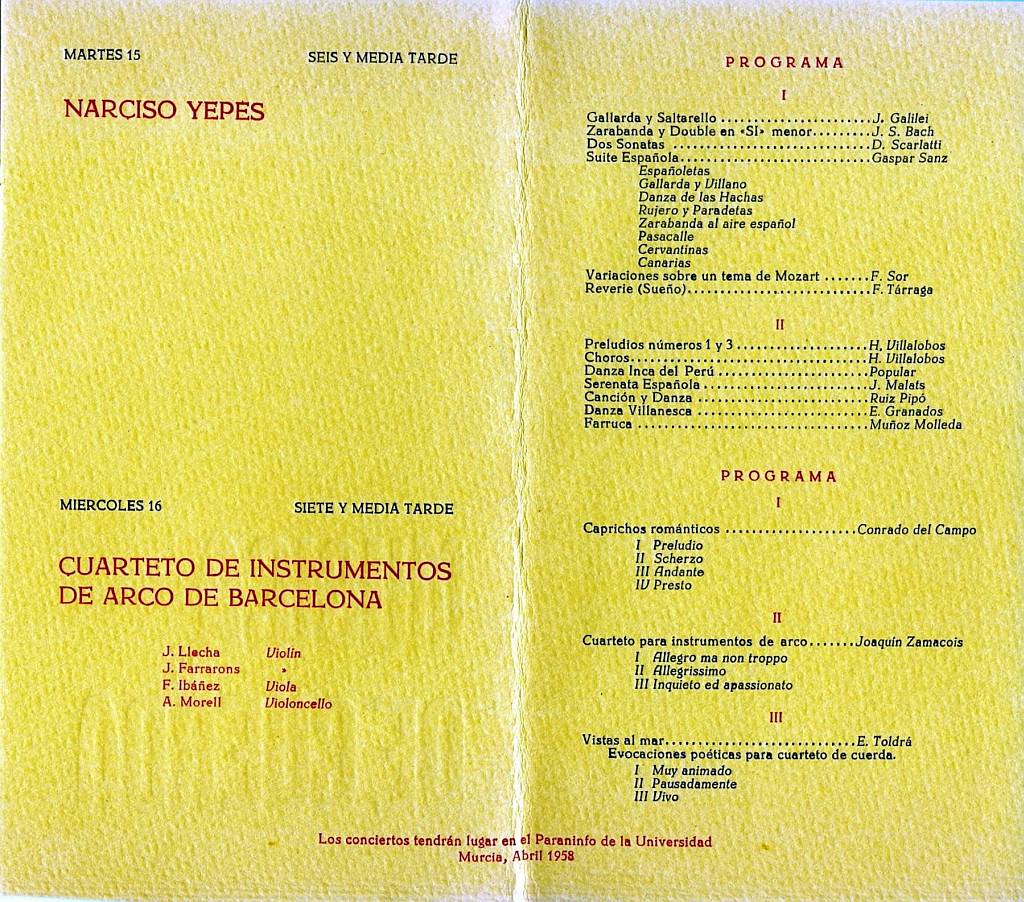 MARTES 15 SEIS Y MEDIA TARDE
NARCISO YEPES
MIERCOLES 16 SIETE Y MEDIA TARDE
CUARTETO DE INSTRUMENTOS
DE ARCO DE BARCELONA
J. Llecha Violín
J. Farrarons »
F. Ibáñez Viola
A. Morell Violoncello
PROGRAMA
I
Gallarda y Saltarello .......................J. Galilei
Zarabanda y Double en «SI» menor.........J. S. Bach
Dos Sonatas ..............................D. Scarlatti
Suite Española.............................Gaspar Sanz
Españoletas
Gallarda y Villano
Danza de las Hachas
Rujero y Paradetas
Zarabanda al aire español
Pasacalle
Cervantinas
Canarias
Variaciones sobre un tema de Mozart .......F. Sor
Reverie (Sueño)............................F. Tárraga
II
Preludios números 1 y 3 ....................H. Villalobos
Choros....................................H. Villalobos
Danza Inca del Perú .......................Popular
Serenata Española .........................J. Malats
Canción y Danza ..........................Ruiz Pipó
Danza Villanesca ..........................E. Granados
Farruca ...................................Muñoz Molleda
PROGRAMA
I
Caprichos románticos ....................Conrado del Campo
I Preludio
II Scherzo
III Andante
IV Presto
II
Cuarteto para instrumentos de arco.......Joaquín Zamacois
I Allegro ma non troppo
II Allegrissimo
III Inquieto ed apassionato
III
Vistas al mar.............................E. Toldrá
Evocaciones poéticas para cuarteto de cuerda.
I Muy animado
II Pausadamente
III Vivo
Los conciertos tendrán lugar en el Paraninfo de la Universidad
Murcia, Abril 1958